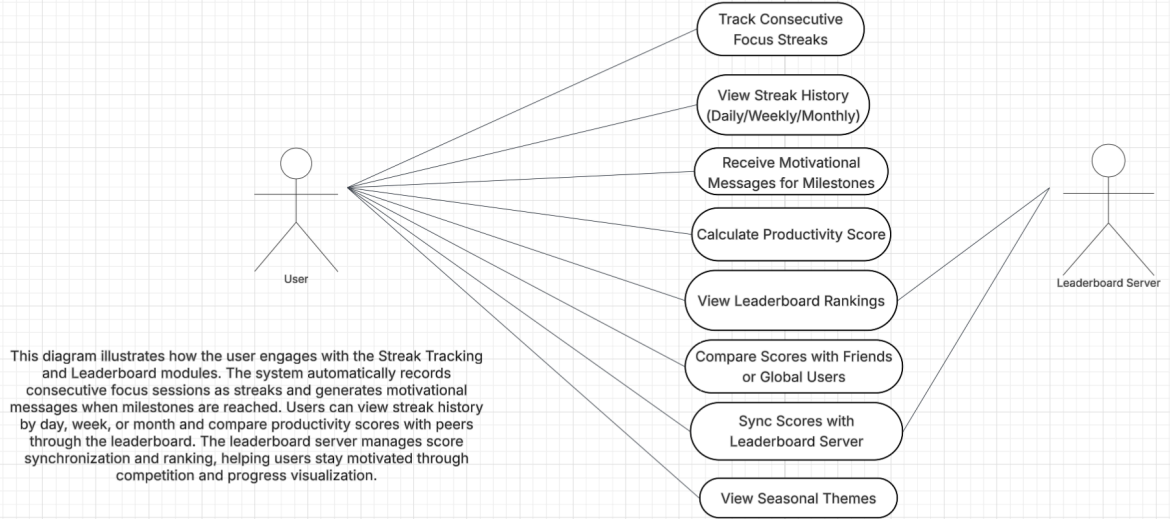 Track Consecutive
Focus Streaks
View Streak History
(Daily/Weekly/Monthly)
Receive Motivational
Messages for Milestones
Calculate Productivity Score
View Leaderboard Rankings
Compare Scores with Friends
or Global Users
Sync Scores with
Leaderboard Server
View Seasonal Themes
User
Leaderboard Server
This diagram illustrates how the user engages with the Streak Tracking
and Leaderboard modules. The system automatically records
consecutive focus sessions as streaks and generates motivational
messages when milestones are reached. Users can view streak history
by day, week, or month and compare productivity scores with peers
through the leaderboard. The leaderboard server manages score
synchronization and ranking, helping users stay motivated through
competition and progress visualization.